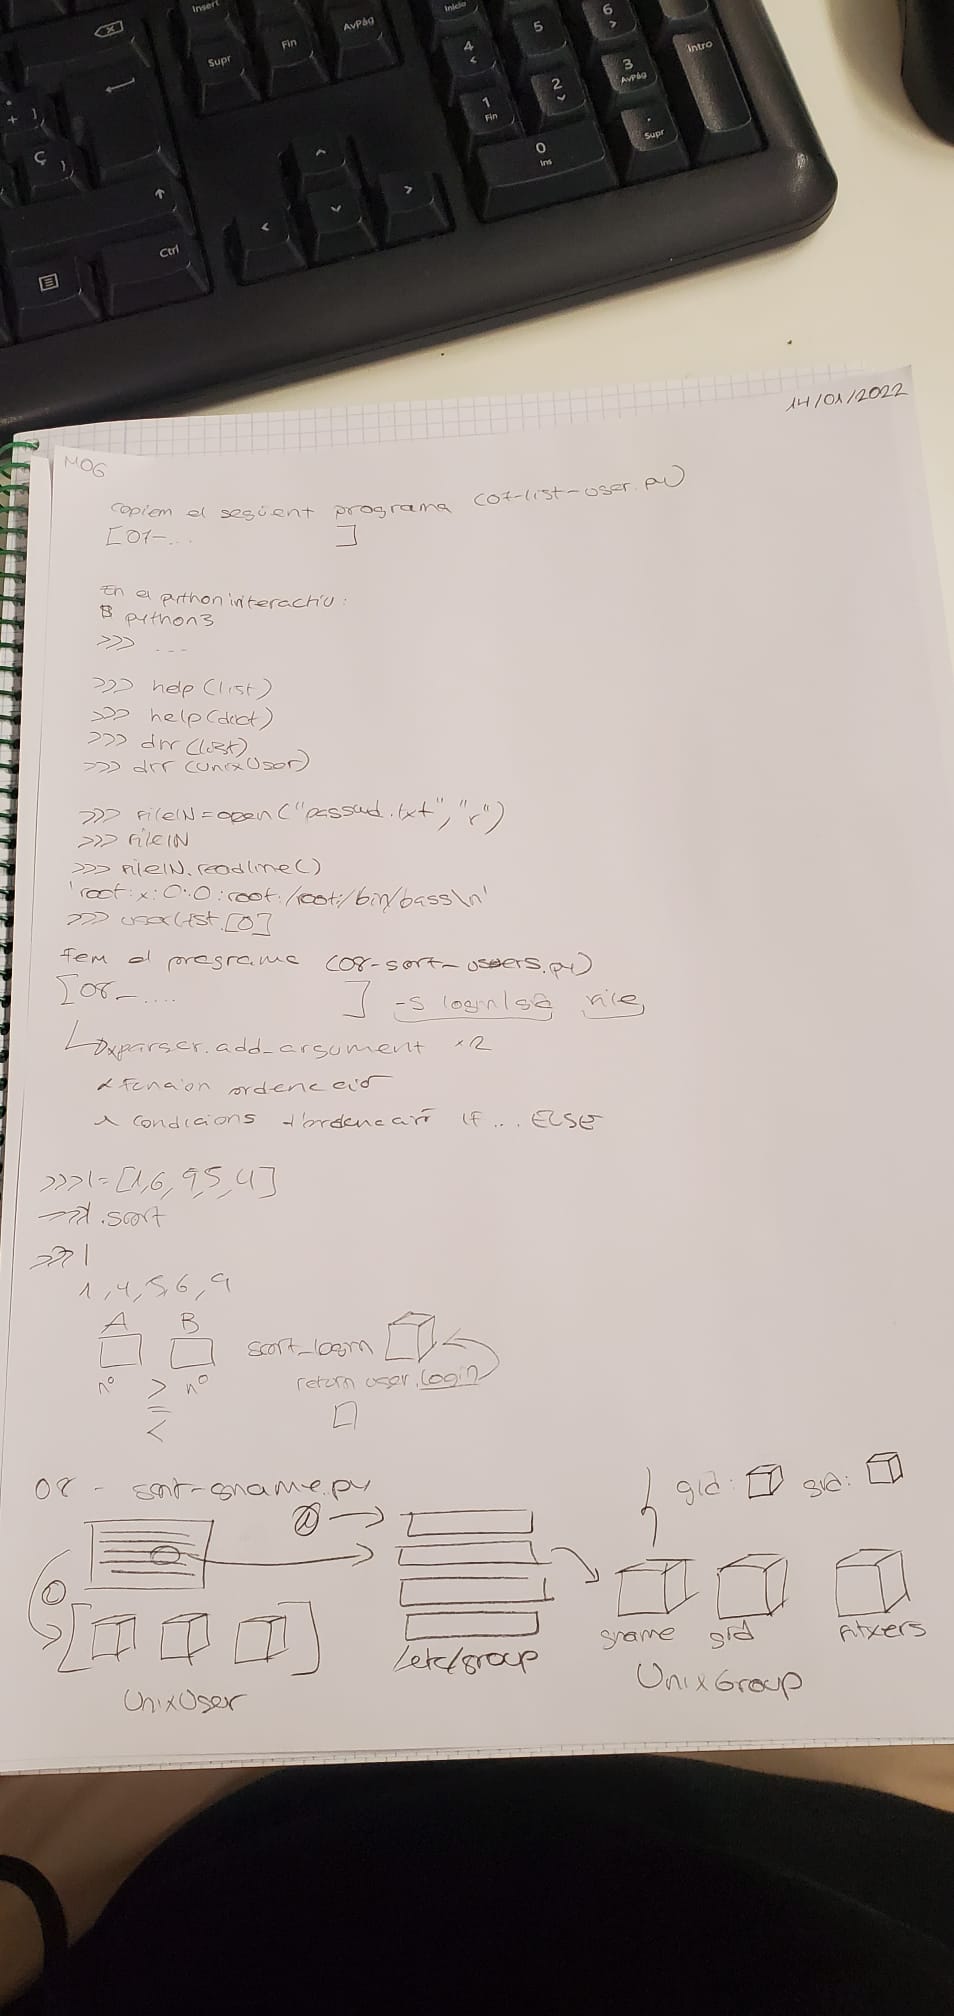 Insert
Inicio
Supr
Fin
AvPág
4
5
6
Intro
1
Fin
2
3
AvPág
0
Ins
.
Supr
Ç
Ctrl
14/01/2022
MO6
copiem el següent programa (07-list-user.py)
[07-... ]
En el python interactiu:
$ python3
>>> ...
>>> help(list)
>>> help(dict)
>>> dir(list)
>>> dir(UnixUser)
>>> fileIN=open("passwd.txt","r")
>>> fileIN
>>> fileIN.readline()
'root:x:0:0:root:/root:/bin/bass\n'
>>> userlist[0]
Fem el programa (08-sort-users.py)
[08-.... ] -s login|gid file
parser.add_argument x2
funcion ordenació
condicions d'ordenació if ... ELSE
>>> l=[1,6,9,5,4]
>>> l.sort
>>> l
1,4,5,6,9
A B
nº > nº
=
<
sort_login
return user.login
08 - sort-gname.py
gid: gid:
gname gid fitxers
/etc/group
UnixGroup
UnixUser